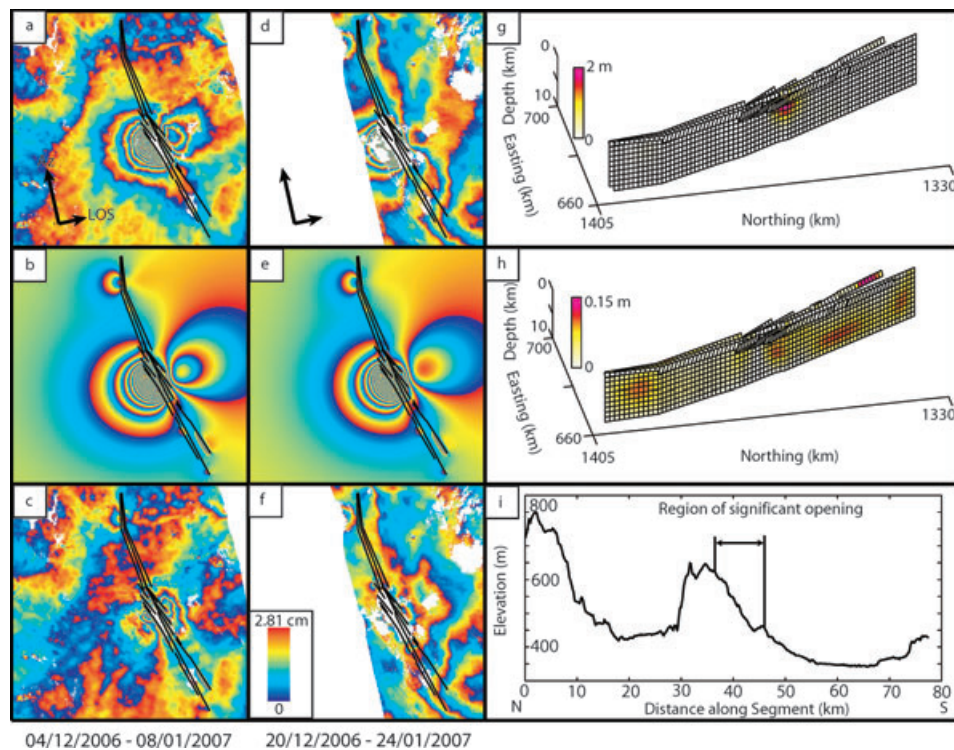 a
LOS
b
c
2.81 cm
0
04/12/2006 - 08/01/2007
d
e
f
20/12/2006 - 24/01/2007
g
0
10
Depth (km)
2 m
0
700
Easting (km)
660
1405
Northing (km)
1330
h
0
10
Depth (km)
0.15 m
0
700
Easting (km)
660
1405
Northing (km)
1330
i
Region of significant opening
800
600
400
Elevation (m)
0 10 20 30 40 50 60 70 80
N Distance along Segment (km) S